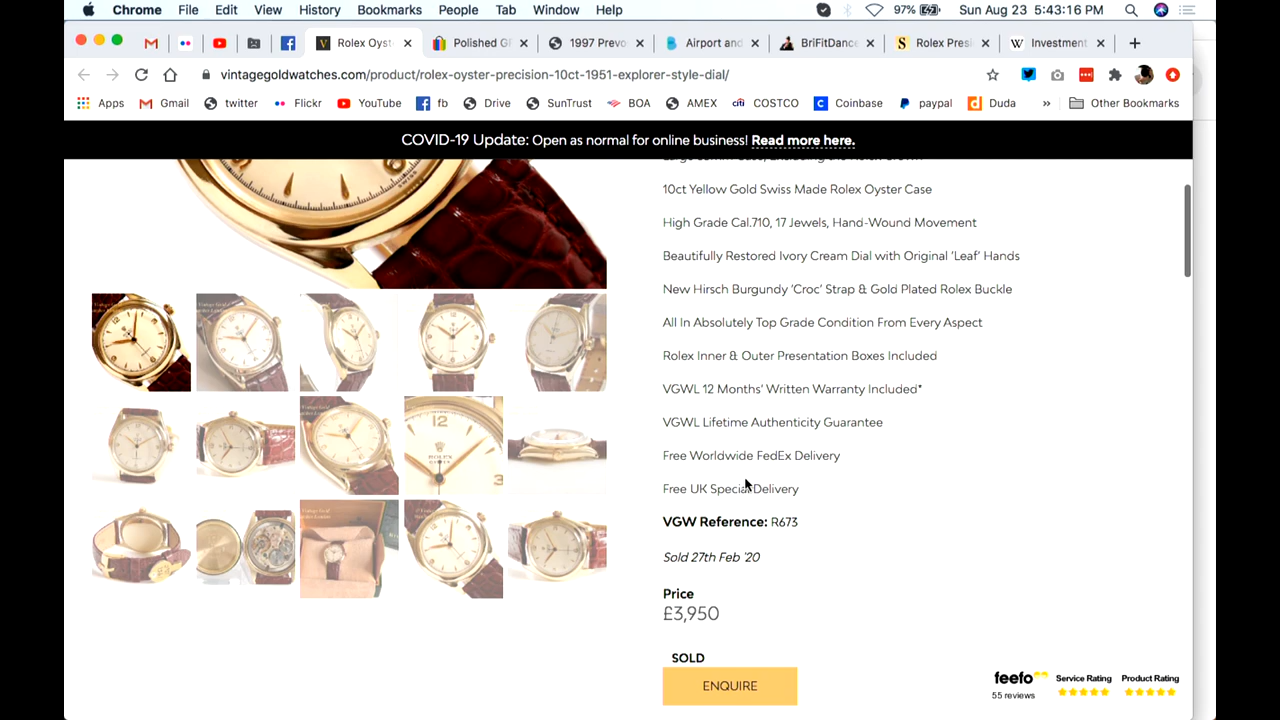 Chrome File Edit View History Bookmarks People Tab Window Help 97% Sun Aug 23 5:43:16 PM
Rolex Oyst Polished G 1997 Prevo Airport and BriFitDance Rolex Presi Investment
vintagegoldwatches.com/product/rolex-oyster-precision-10ct-1951-explorer-style-dial/
Apps Gmail twitter Flickr YouTube fb Drive SunTrust BOA AMEX COSTCO Coinbase paypal Duda » Other Bookmarks
COVID-19 Update: Open as normal for online business! Read more here.
10ct Yellow Gold Swiss Made Rolex Oyster Case
High Grade Cal.710, 17 Jewels, Hand-Wound Movement
Beautifully Restored Ivory Cream Dial with Original 'Leaf' Hands
New Hirsch Burgundy 'Croc' Strap & Gold Plated Rolex Buckle
All In Absolutely Top Grade Condition From Every Aspect
Rolex Inner & Outer Presentation Boxes Included
VGWL 12 Months' Written Warranty Included*
VGWL Lifetime Authenticity Guarantee
Free Worldwide FedEx Delivery
Free UK Special Delivery
VGW Reference: R673
Sold 27th Feb '20
Price
£3,950
SOLD
ENQUIRE
feefo Service Rating Product Rating
55 reviews
12
ROLEX